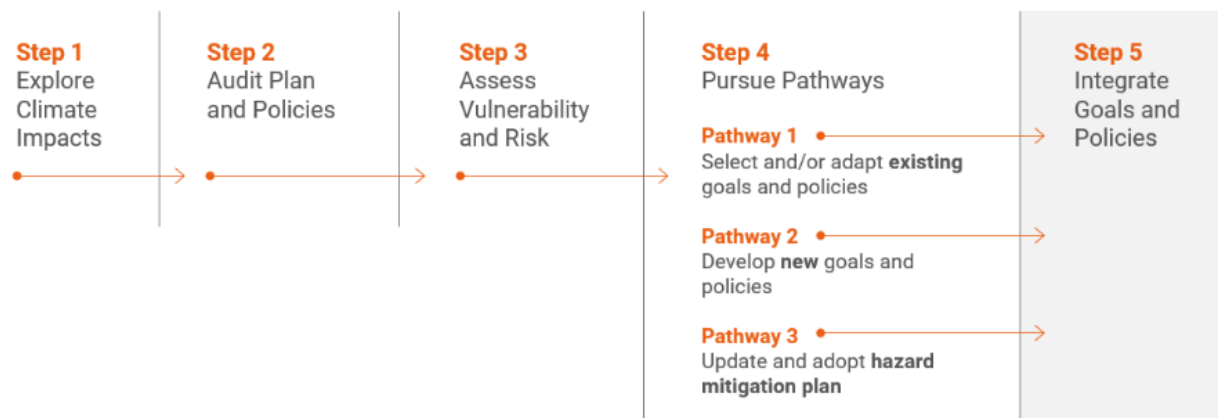 Step 1
Explore
Climate
Impacts
Step 2
Audit Plan
and Policies
Step 3
Assess
Vulnerability
and Risk
Step 4
Pursue Pathways
Pathway 1
Select and/or adapt existing
goals and policies
Pathway 2
Develop new goals and
policies
Pathway 3
Update and adopt hazard
mitigation plan
Step 5
Integrate
Goals and
Policies